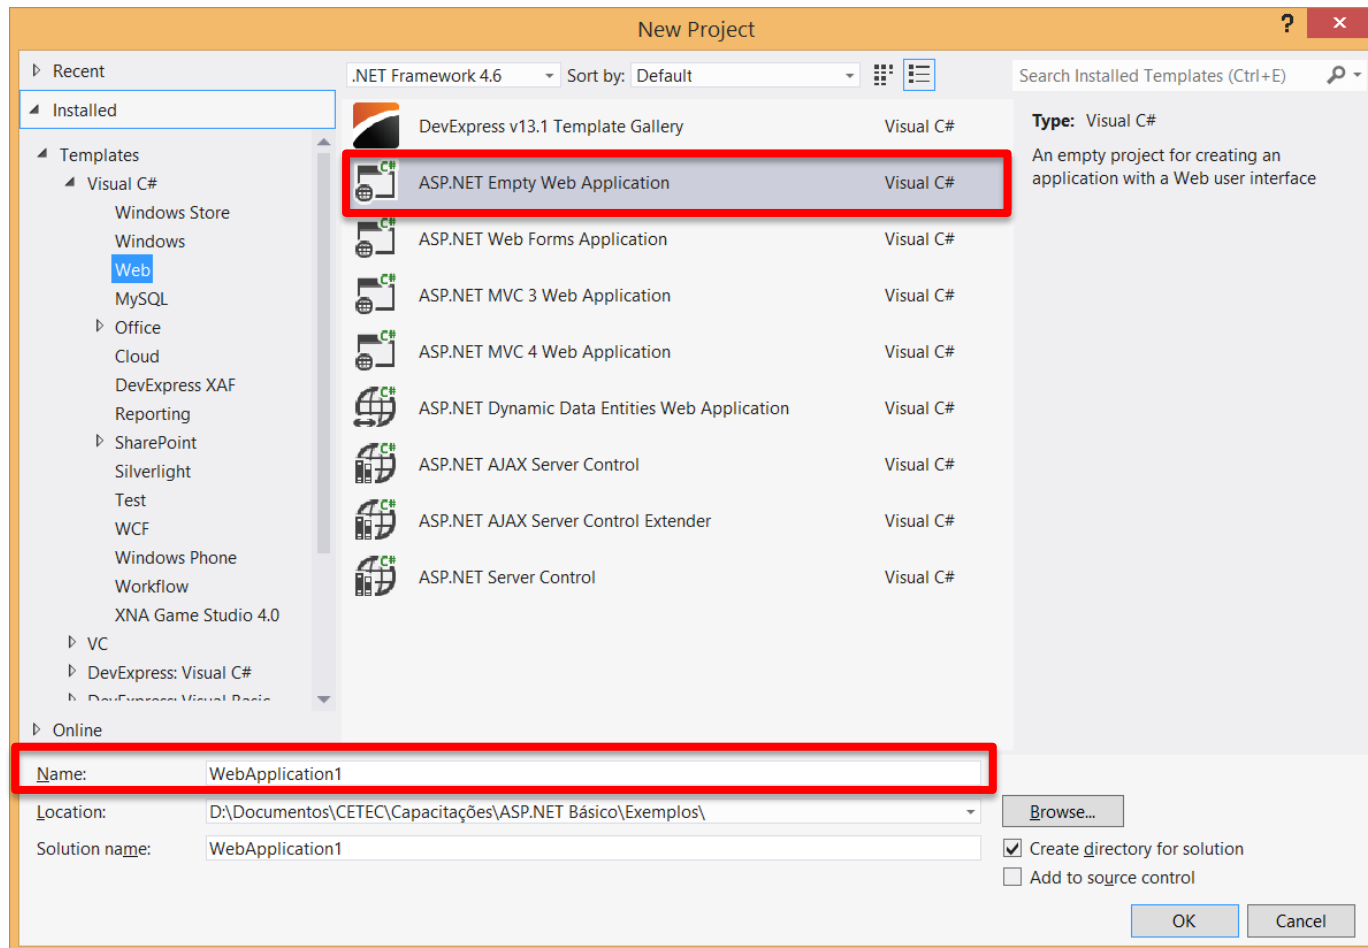 New Project
?
Recent
.NET Framework 4.6
Sort by: Default
Search Installed Templates (Ctrl+E)
Installed
Templates
Visual C#
Windows Store
Windows
Web
MySQL
Office
Cloud
DevExpress XAF
Reporting
SharePoint
Silverlight
Test
WCF
Windows Phone
Workflow
XNA Game Studio 4.0
VC
DevExpress: Visual C#
DevExpress: Visual Basic
Online
DevExpress v13.1 Template Gallery Visual C#
C# ASP.NET Empty Web Application Visual C#
C# ASP.NET Web Forms Application Visual C#
C# ASP.NET MVC 3 Web Application Visual C#
C# ASP.NET MVC 4 Web Application Visual C#
C# ASP.NET Dynamic Data Entities Web Application Visual C#
C# ASP.NET AJAX Server Control Visual C#
C# ASP.NET AJAX Server Control Extender Visual C#
C# ASP.NET Server Control Visual C#
Type: Visual C#
An empty project for creating an
application with a Web user interface
Name: WebApplication1
Location: D:\Documentos\CETEC\Capacitações\ASP.NET Básico\Exemplos\
Browse...
Solution name: WebApplication1
Create directory for solution
Add to source control
OK
Cancel